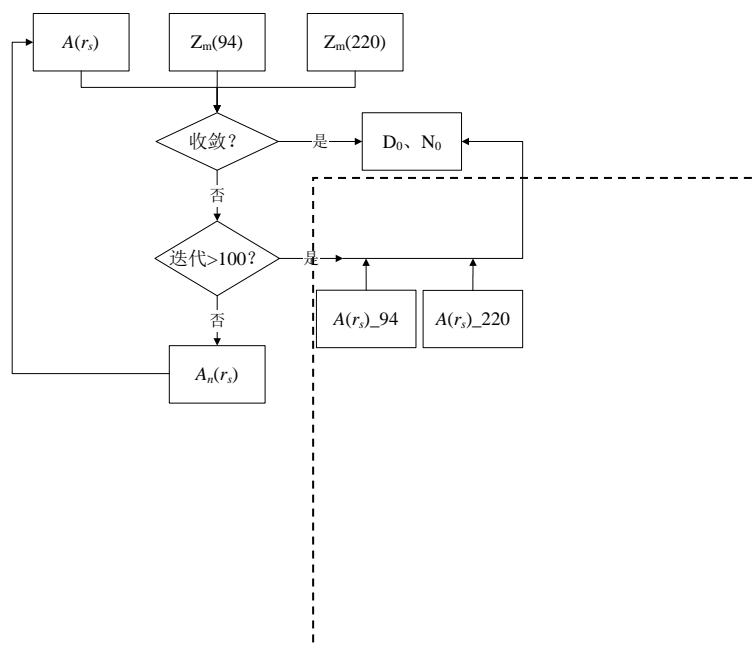 A(rₛ)
Zₘ(94)
Zₘ(220)
收敛？
是
D₀、N₀
否
迭代>100？
是
否
A(rₛ)_94
A(rₛ)_220
Aₙ(rₛ)